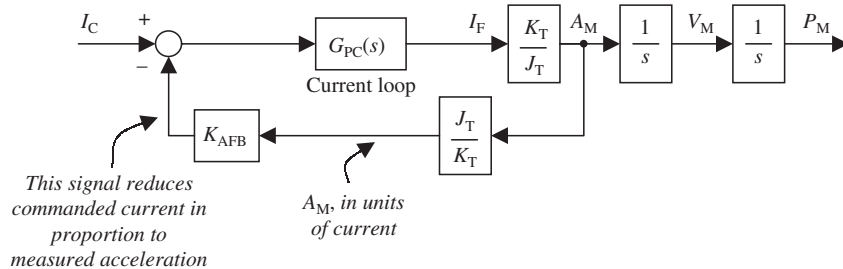 I_C + I_F A_M V_M P_M
G_PC(s)
K_T
J_T
1
s
1
s
−
Current loop
K_AFB
J_T
K_T
This signal reduces
commanded current in
proportion to
measured acceleration
A_M, in units
of current